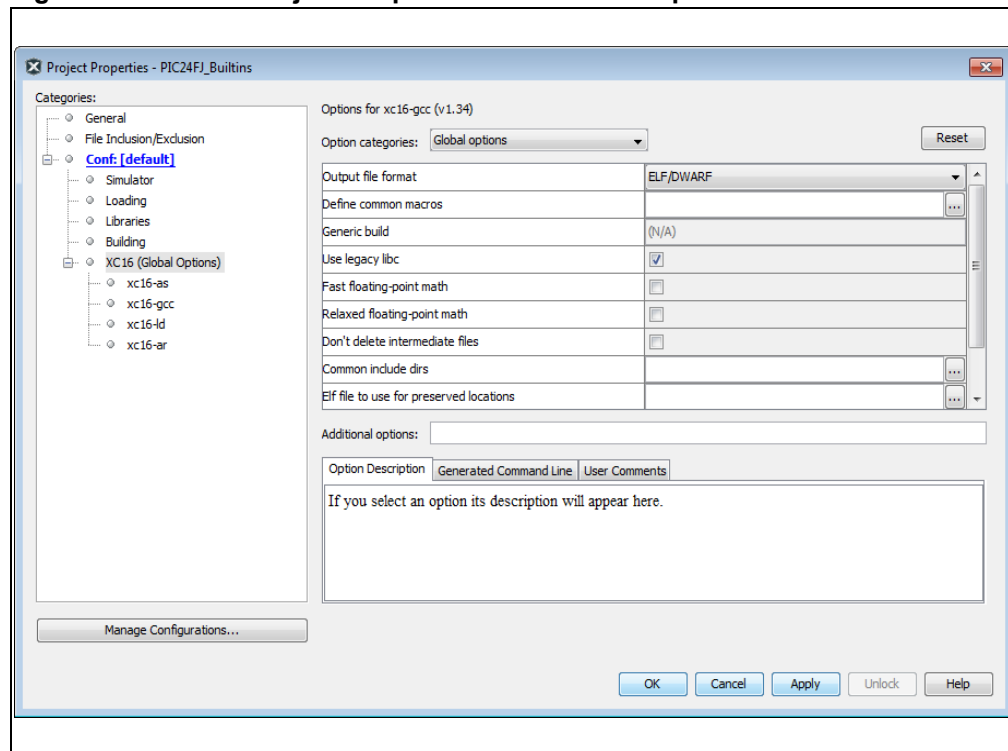 Project Properties - PIC24FJ_Builtins
Categories:
General
File Inclusion/Exclusion
Conf: [default]
Simulator
Loading
Libraries
Building
XC16 (Global Options)
xc16-as
xc16-gcc
xc16-ld
xc16-ar
Manage Configurations...
Options for xc16-gcc (v1.34)
Option categories: Global options Reset
Output file format ELF/DWARF
Define common macros ...
Generic build (N/A)
Use legacy libc
Fast floating-point math
Relaxed floating-point math
Don't delete intermediate files
Common include dirs ...
Elf file to use for preserved locations ...
Additional options:
Option Description Generated Command Line User Comments
If you select an option its description will appear here.
OK Cancel Apply Unlock Help